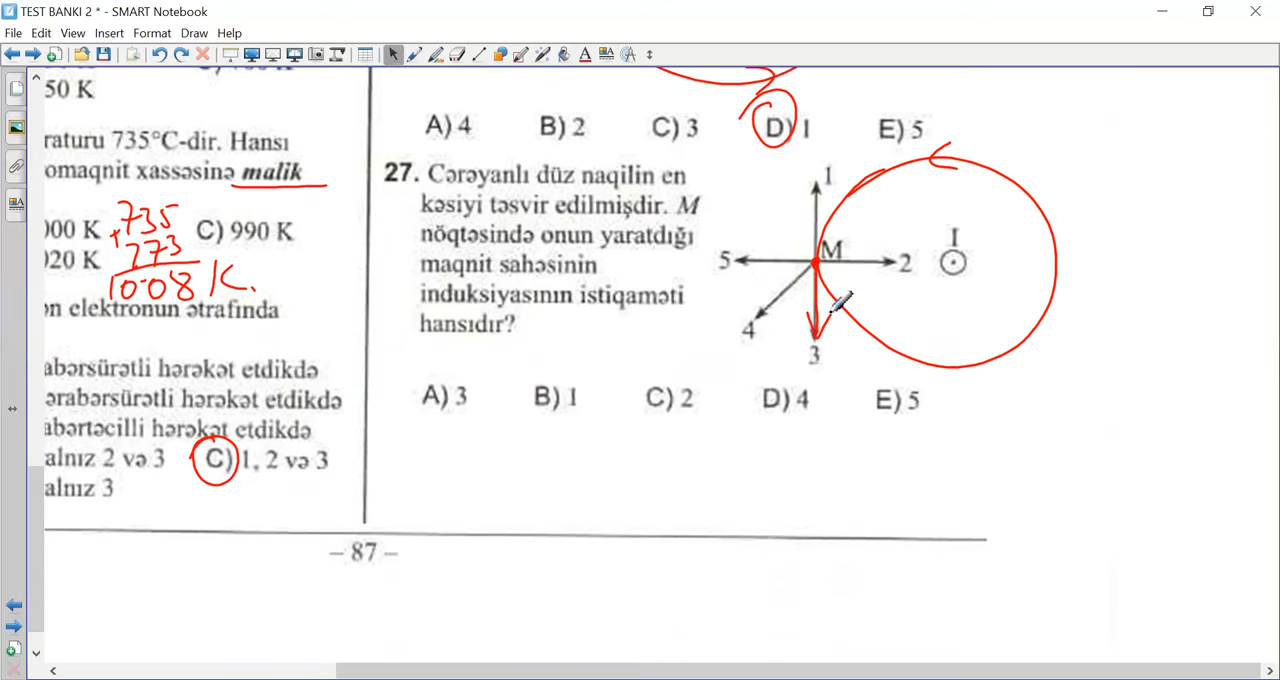 TEST BANKI 2 * - SMART Notebook
File Edit View Insert Format Draw Help
50 K
raturu 735°C-dir. Hansı
omaqnit xassəsinə malik
000 K C) 990 K
020 K
735
+273
1008 K.
ən elektronun ətrafında
abərsürətli hərəkət etdikdə
ərabərsürətli hərəkət etdikdə
abərtəcilli hərəkət etdikdə
alnız 2 və 3 C) 1, 2 və 3
alnız 3
A) 4 B) 2 C) 3 D) 1 E) 5
27. Cərəyanlı düz naqilin en
kəsiyi təsvir edilmişdir. M
nöqtəsində onun yaratdığı
maqnit sahəsinin
induksiyasının istiqaməti
hansıdır?
1
M
I
5
2
4
3
A) 3 B) 1 C) 2 D) 4 E) 5
– 87 –